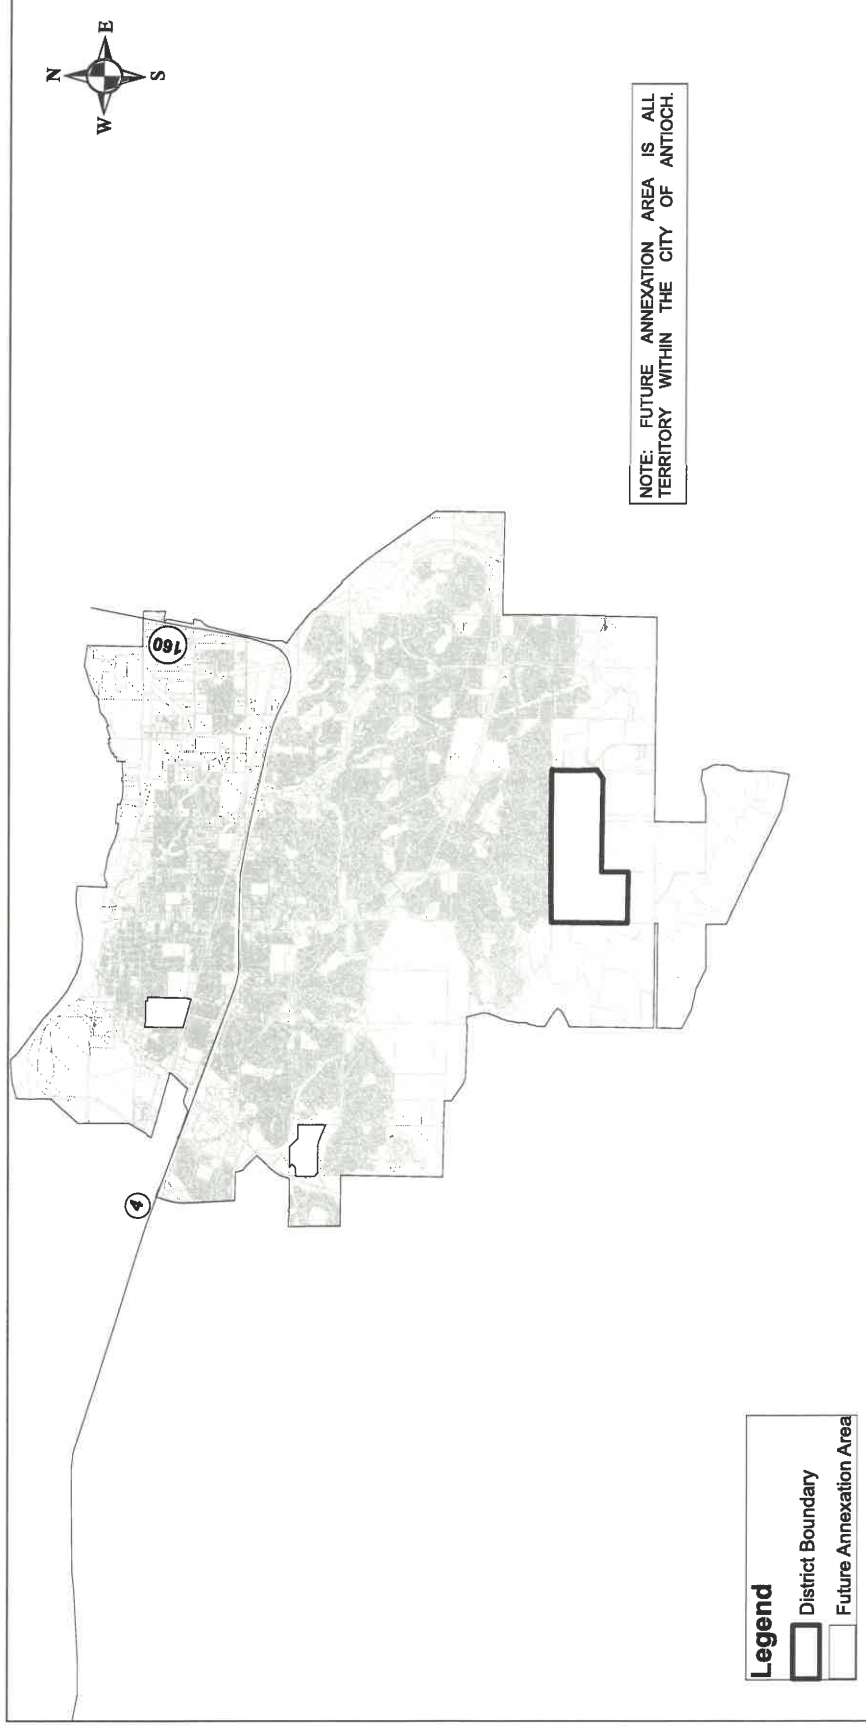 N
W
E
S
160
4
NOTE: FUTURE ANNEXATION AREA IS ALL
TERRITORY WITHIN THE CITY OF ANTIOCH.
Legend
District Boundary
Future Annexation Area